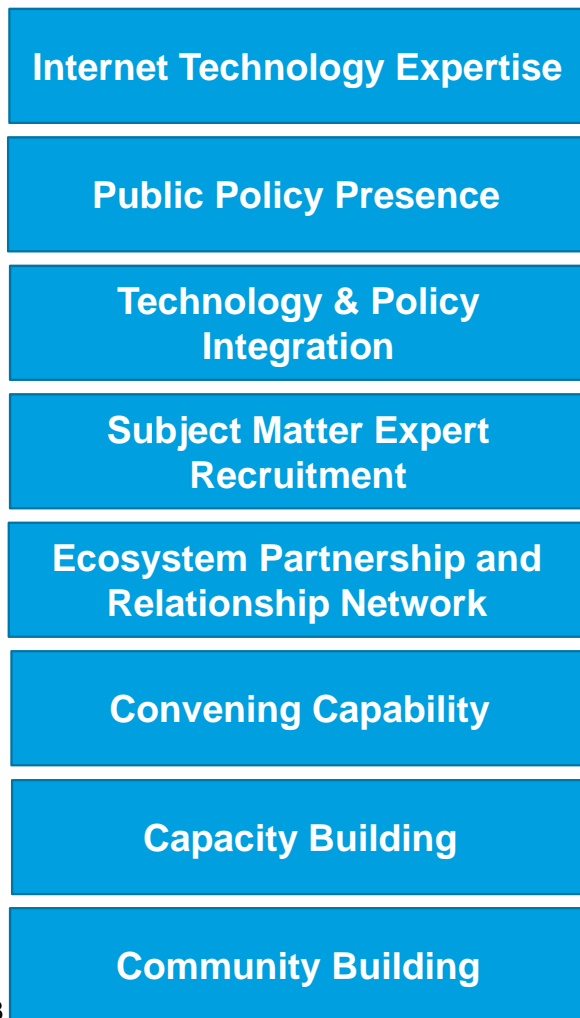 Internet Technology Expertise
Public Policy Presence
Technology & Policy
Integration
Subject Matter Expert
Recruitment
Ecosystem Partnership and
Relationship Network
Convening Capability
Capacity Building
Community Building